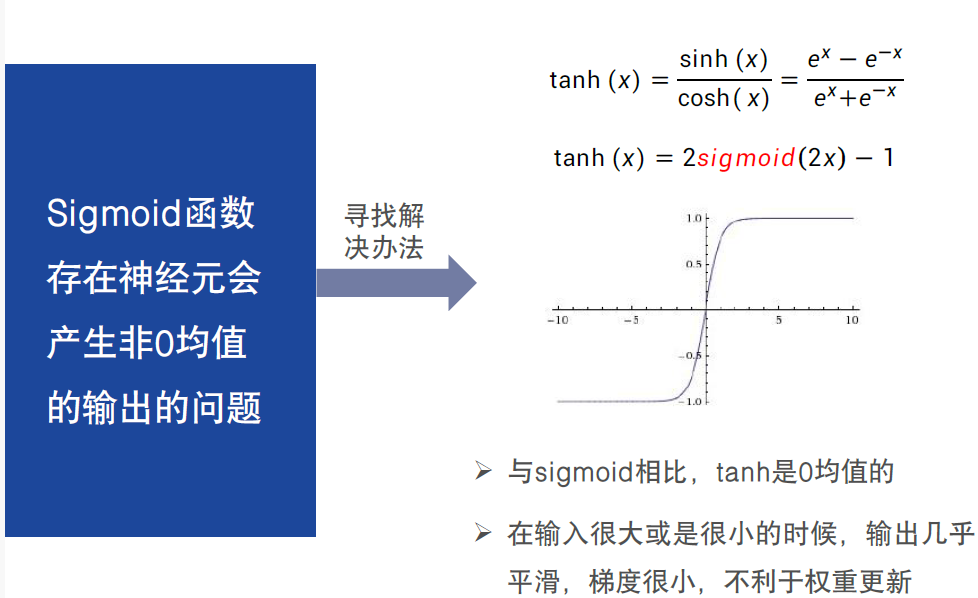 Sigmoid函数
存在神经元会
产生非0均值
的输出的问题
寻找解
决办法
tanh (x) = sinh (x) / cosh( x) = e^x − e^−x / e^x+e^−x
tanh (x) = 2sigmoid(2x) − 1
1.0
0.5
−10 −5 5 10
−0.5
−1.0
➢ 与sigmoid相比，tanh是0均值的
➢ 在输入很大或是很小的时候，输出几乎
平滑，梯度很小，不利于权重更新